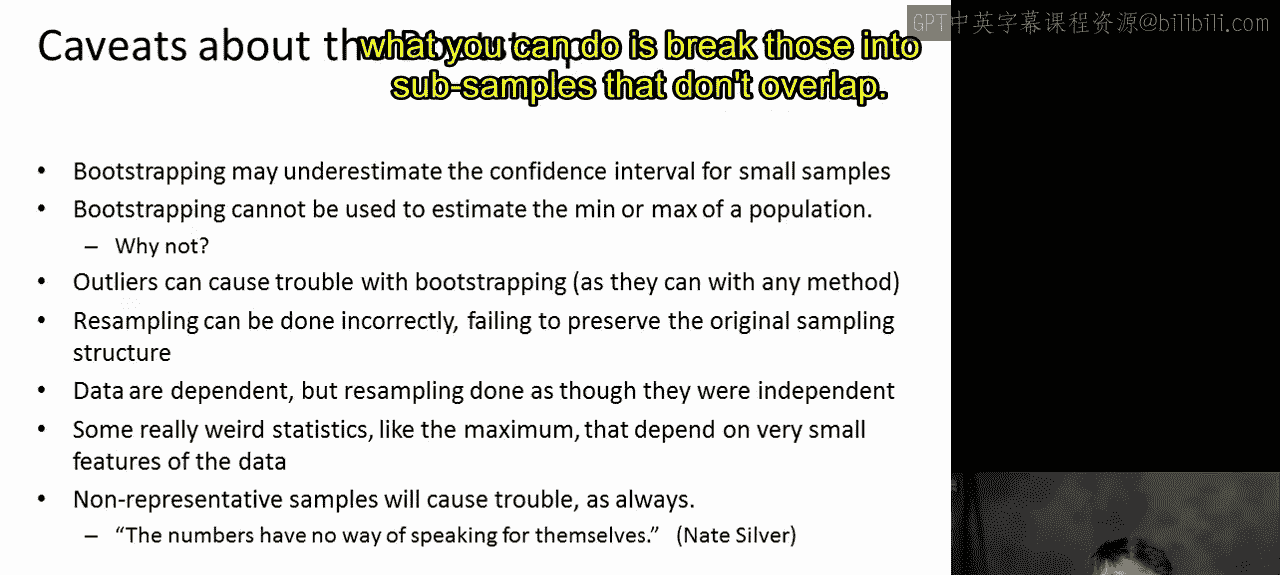 GPT中英字幕课程资源@bilibili.com
Caveats about the
what you can do is break those into
sub-samples that don't overlap.
• Bootstrapping may underestimate the confidence interval for small samples
• Bootstrapping cannot be used to estimate the min or max of a population.
– Why not?
• Outliers can cause trouble with bootstrapping (as they can with any method)
• Resampling can be done incorrectly, failing to preserve the original sampling
structure
• Data are dependent, but resampling done as though they were independent
• Some really weird statistics, like the maximum, that depend on very small
features of the data
• Non-representative samples will cause trouble, as always.
– “The numbers have no way of speaking for themselves.” (Nate Silver)